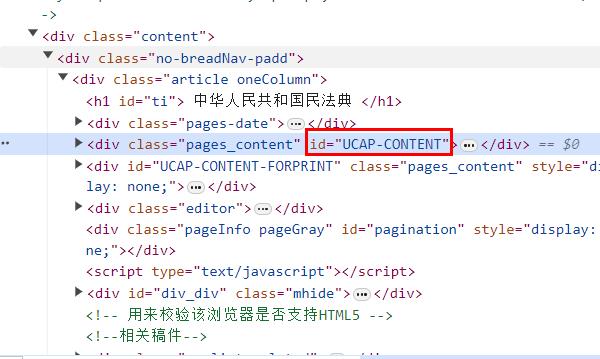 -->
▼<div class="content">
▼<div class="no-breadNav-padd">
▼<div class="article oneColumn">
<h1 id="ti"> 中华人民共和国民法典 </h1>
▶<div class="pages-date">…</div>
▶<div class="pages_content" id="UCAP-CONTENT">…</div> == $0
▶<div id="UCAP-CONTENT-FORPRINT" class="pages_content" style="di
lay: none;">…</div>
▶<div class="editor">…</div>
<div class="pageInfo pageGray" id="pagination" style="display:
ne;"></div>
<script type="text/javascript"></script>
▶<div id="div_div" class="mhide">…</div>
<!-- 用来校验该浏览器是否支持HTML5 -->
<!--相关稿件-->